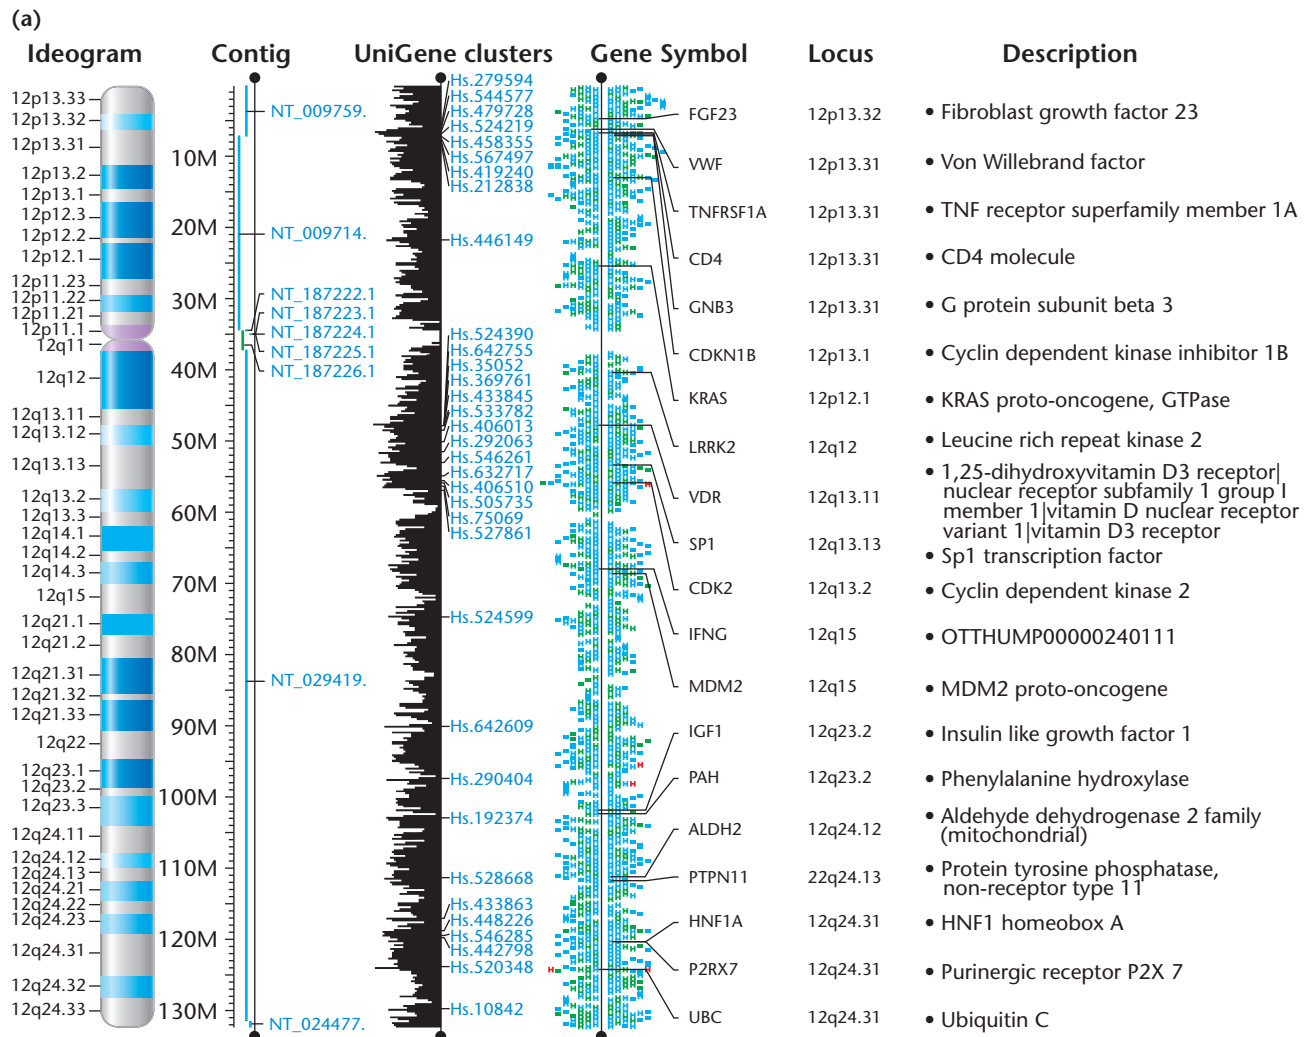 (a)
Ideogram
Contig
UniGene clusters
Gene Symbol
Locus
Description
12p13.33
12p13.32
12p13.31
12p13.2
12p13.1
12p12.3
12p12.2
12p12.1
12p11.23
12p11.22
12p11.21
12p11.1
12q11
12q12
12q13.11
12q13.12
12q13.13
12q13.2
12q13.3
12q14.1
12q14.2
12q14.3
12q15
12q21.1
12q21.2
12q21.31
12q21.32
12q21.33
12q22
12q23.1
12q23.2
12q23.3
12q24.11
12q24.12
12q24.13
12q24.21
12q24.22
12q24.23
12q24.31
12q24.32
12q24.33
10M
20M
30M
40M
50M
60M
70M
80M
90M
100M
110M
120M
130M
NT_009759.
NT_009714.
NT_187222.1
NT_187223.1
NT_187224.1
NT_187225.1
NT_187226.1
NT_029419.
NT_024477.
Hs.279594
Hs.544577
Hs.479728
Hs.524219
Hs.458355
Hs.567497
Hs.419240
Hs.212838
Hs.446149
Hs.524390
Hs.642755
Hs.35052
Hs.369761
Hs.433845
Hs.533782
Hs.406013
Hs.292063
Hs.546261
Hs.632717
Hs.406510
Hs.505735
Hs.75069
Hs.527861
Hs.524599
Hs.642609
Hs.290404
Hs.192374
Hs.528668
Hs.433863
Hs.448226
Hs.546285
Hs.442798
Hs.520348
Hs.10842
FGF23 12p13.32 • Fibroblast growth factor 23
VWF 12p13.31 • Von Willebrand factor
TNFRSF1A 12p13.31 • TNF receptor superfamily member 1A
CD4 12p13.31 • CD4 molecule
GNB3 12p13.31 • G protein subunit beta 3
CDKN1B 12p13.1 • Cyclin dependent kinase inhibitor 1B
KRAS 12p12.1 • KRAS proto-oncogene, GTPase
LRRK2 12q12 • Leucine rich repeat kinase 2
VDR 12q13.11 • 1,25-dihydroxyvitamin D3 receptor|
nuclear receptor subfamily 1 group I
member 1|vitamin D nuclear receptor
variant 1|vitamin D3 receptor
SP1 12q13.13 • Sp1 transcription factor
CDK2 12q13.2 • Cyclin dependent kinase 2
IFNG 12q15 • OTTHUMP00000240111
MDM2 12q15 • MDM2 proto-oncogene
IGF1 12q23.2 • Insulin like growth factor 1
PAH 12q23.2 • Phenylalanine hydroxylase
ALDH2 12q24.12 • Aldehyde dehydrogenase 2 family
(mitochondrial)
PTPN11 22q24.13 • Protein tyrosine phosphatase,
non-receptor type 11
HNF1A 12q24.31 • HNF1 homeobox A
P2RX7 12q24.31 • Purinergic receptor P2X 7
UBC 12q24.31 • Ubiquitin C